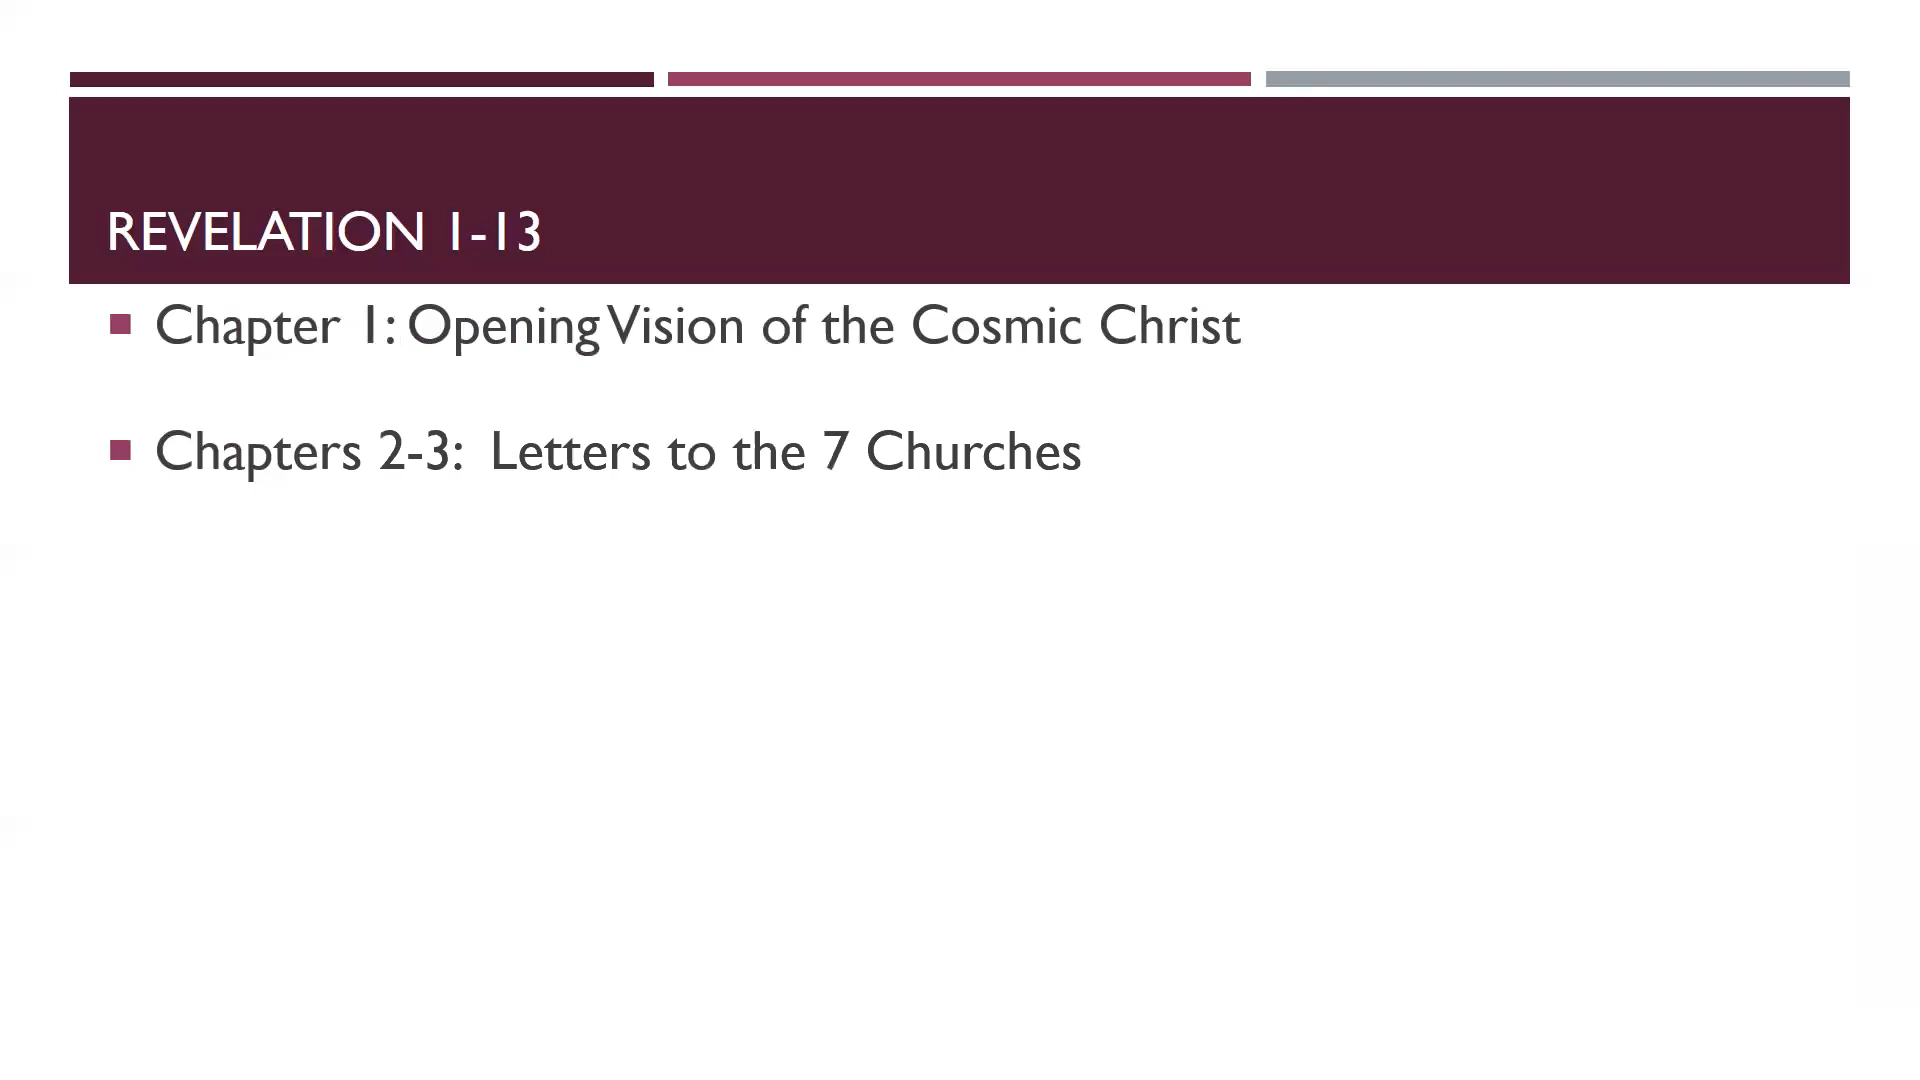 REVELATION 1-13
Chapter 1: Opening Vision of the Cosmic Christ
Chapters 2-3:  Letters to the 7 Churches